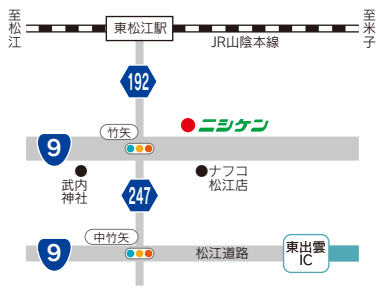 至松江
東松江駅
至米子
JR山陰本線
192
ニシケン
竹矢
9
武内
神社
247
ナフコ
松江店
中竹矢
9
松江道路
東出雲
IC